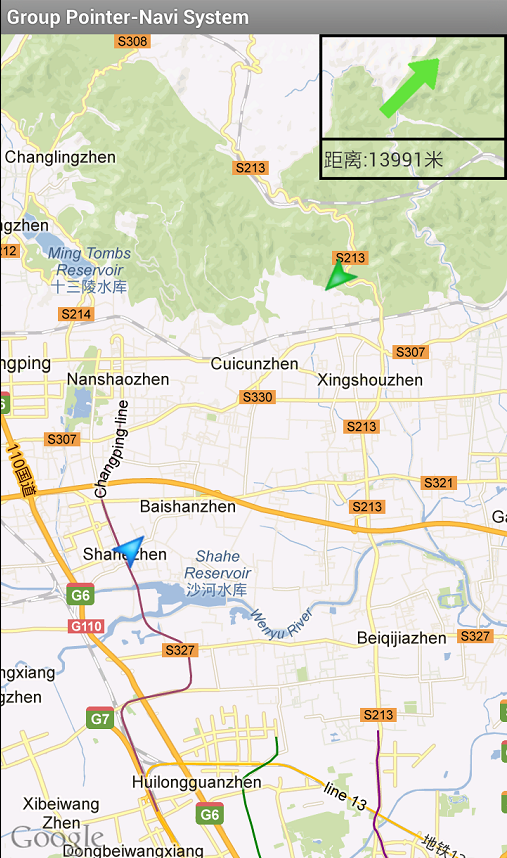 Group Pointer-Navi System
S308
距离:13991米
Changlingzhen
S213
gzhen
12
Ming Tombs
Reservoir
十三陵水库
S213
S214
S307
ngping
Cuicunzhen
Nanshaozhen
Xingshouzhen
S330
6
Changping-line
S213
S307
110国道
S321
S213
Baishanzhen
Ga
Shahezhen
Shahe
Reservoir
沙河水库
G6
Wenyu River
G110
Beiqijiazhen
S327
S327
ngxiang
gzhen
G7
S213
Huilongguanzhen
line 13
Xibeiwang
Zhen
G6
Google
地铁13
Dongbeiwangxiang